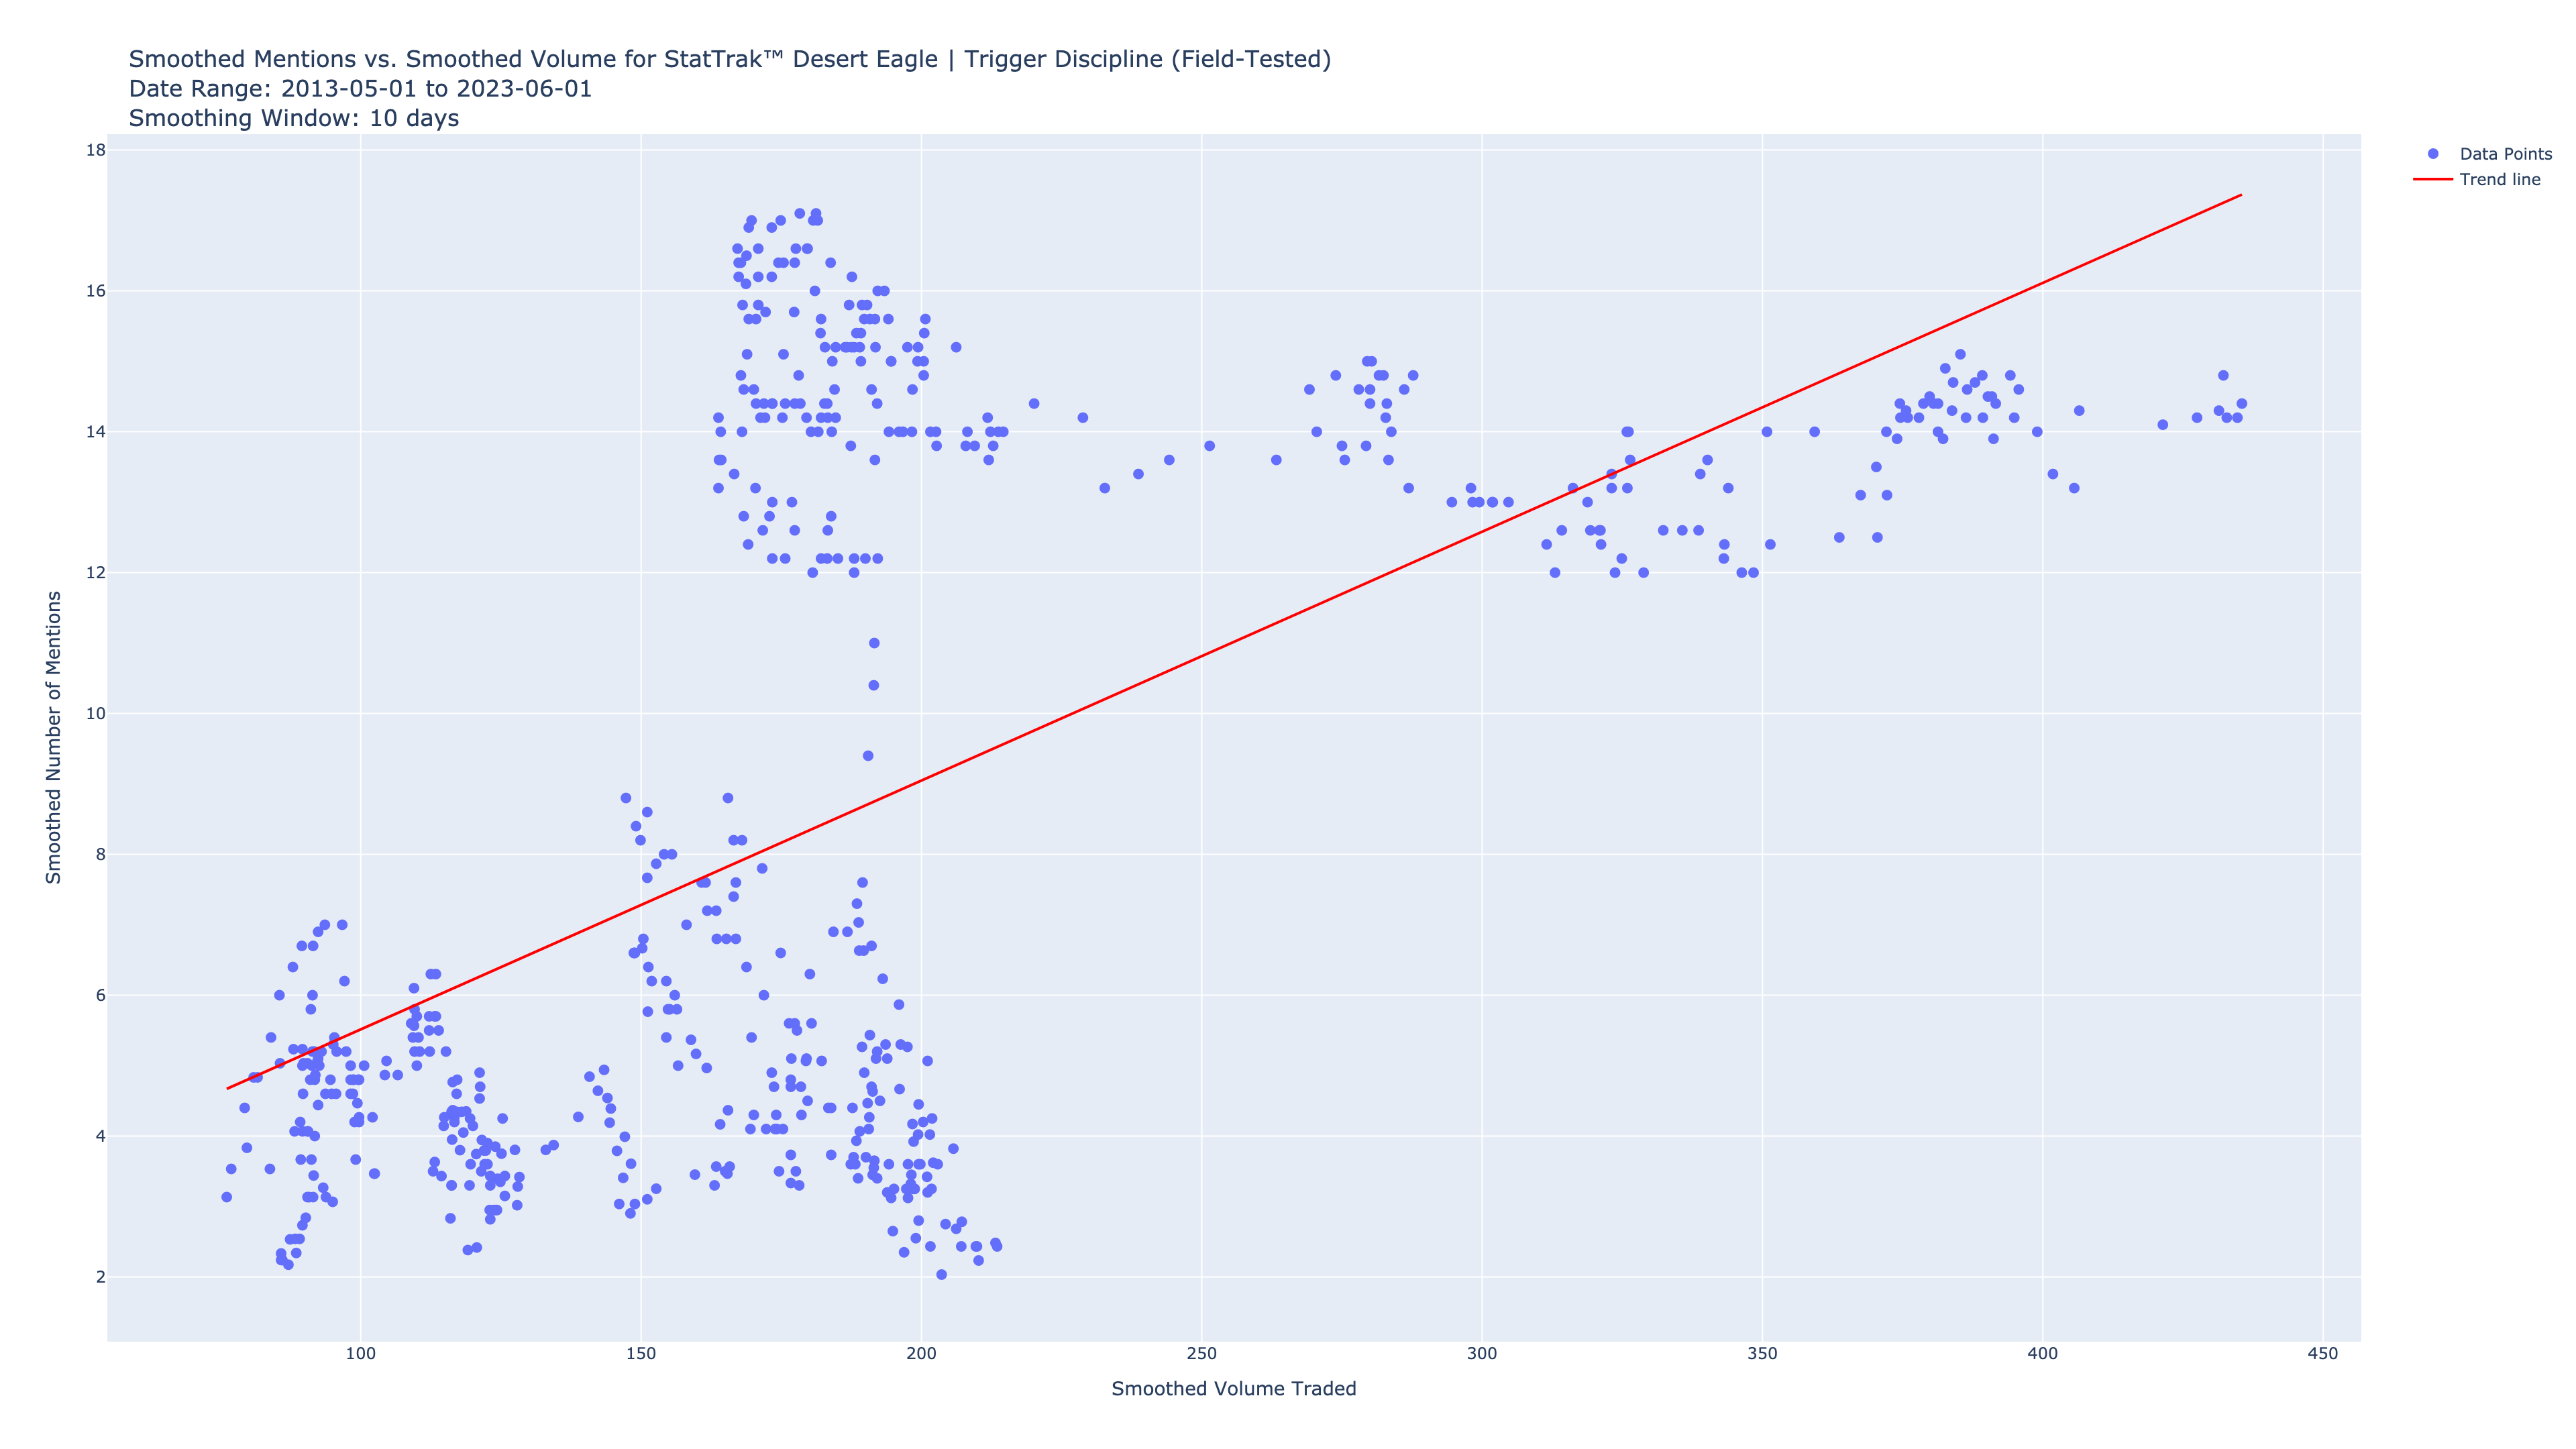 Smoothed Mentions vs. Smoothed Volume for StatTrak™ Desert Eagle | Trigger Discipline (Field-Tested)
Date Range: 2013-05-01 to 2023-06-01
Smoothing Window: 10 days
Data Points
Trend line
Smoothed Number of Mentions
18
16
14
12
10
8
6
4
2
100
150
200
250
300
350
400
450
Smoothed Volume Traded